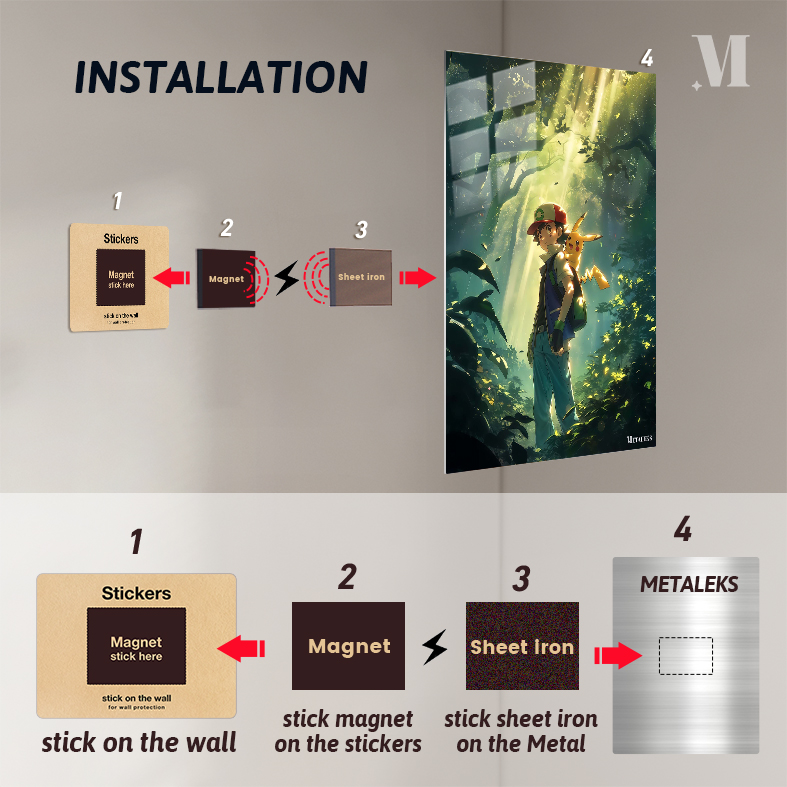 INSTALLATION
M
4
1
2
3
Stickers
Magnet
stick here
stick on the wall
for wall protection
Magnet
Sheet iron
METALEKS
1
2
3
4
Stickers
Magnet
stick here
stick on the wall
for wall protection
Magnet
Sheet iron
METALEKS
stick on the wall
stick magnet
on the stickers
stick sheet iron
on the Metal